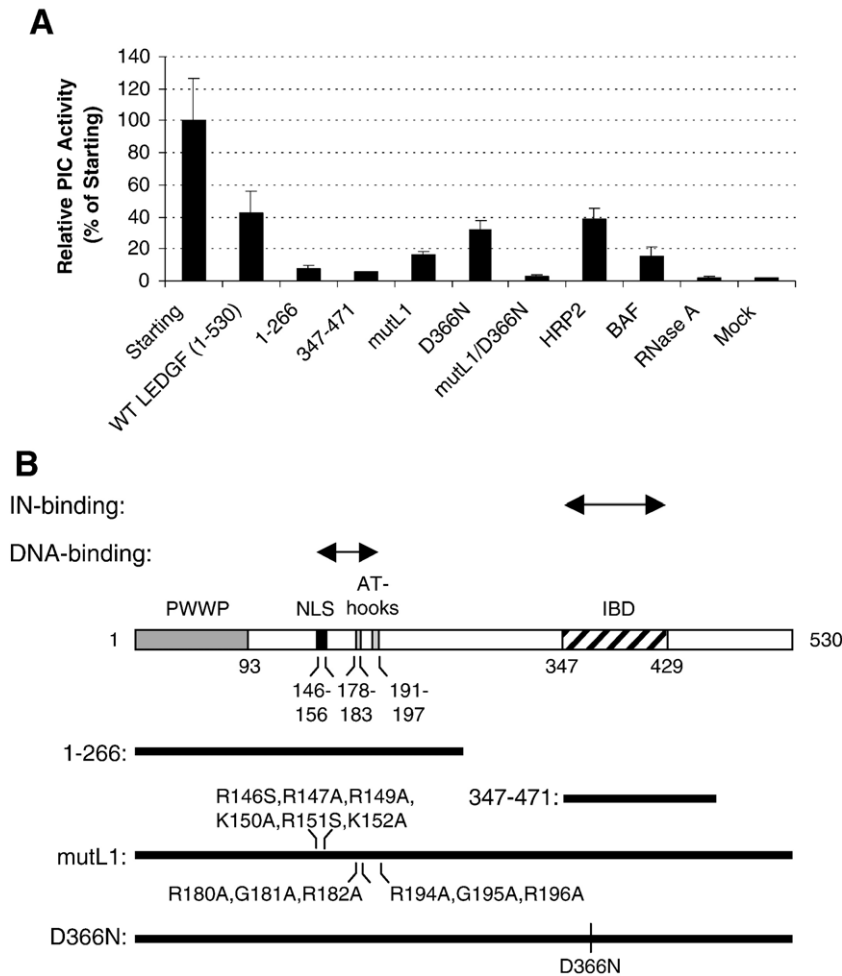 A
Relative PIC Activity
(% of Starting)
140
120
100
80
60
40
20
0
Starting
WT LEDGF (1-530)
1-266
347-471
mutL1
D366N
mutL1/D366N
HRP2
BAF
RNase A
Mock
B
IN-binding:
DNA-binding:
AT-
PWWP NLS hooks IBD
1 530
93 347 429
146- 178- 191-
156 183 197
1-266:
R146S,R147A,R149A, 347-471:
K150A,R151S,K152A
mutL1:
R180A,G181A,R182A R194A,G195A,R196A
D366N:
D366N